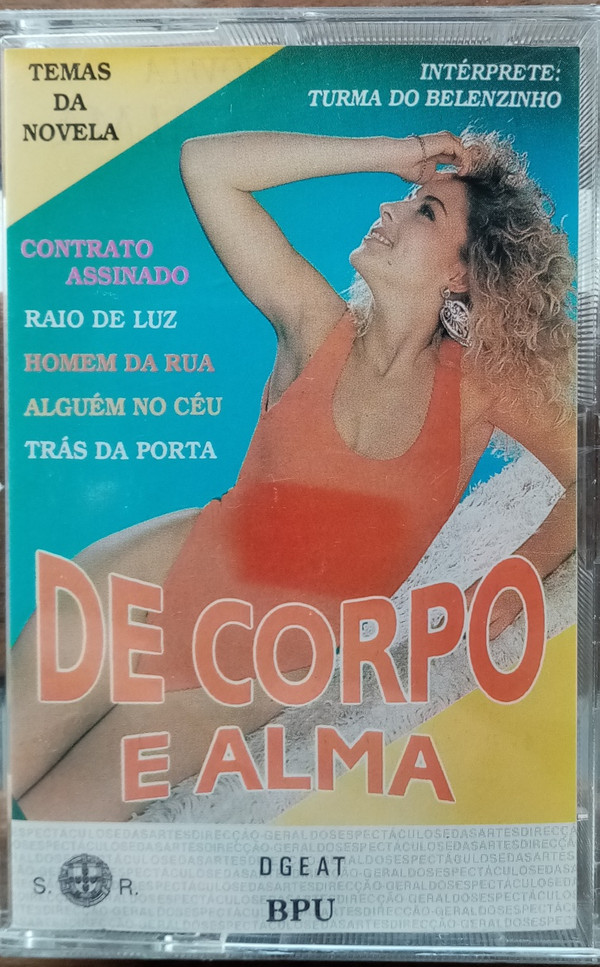 TEMAS
DA
NOVELA
INTÉRPRETE:
TURMA DO BELENZINHO
CONTRATO
ASSINADO
RAIO DE LUZ
HOMEM DA RUA
ALGUÉM NO CÉU
TRÁS DA PORTA
DE CORPO
E ALMA
DGEAT
S. R.
BPU